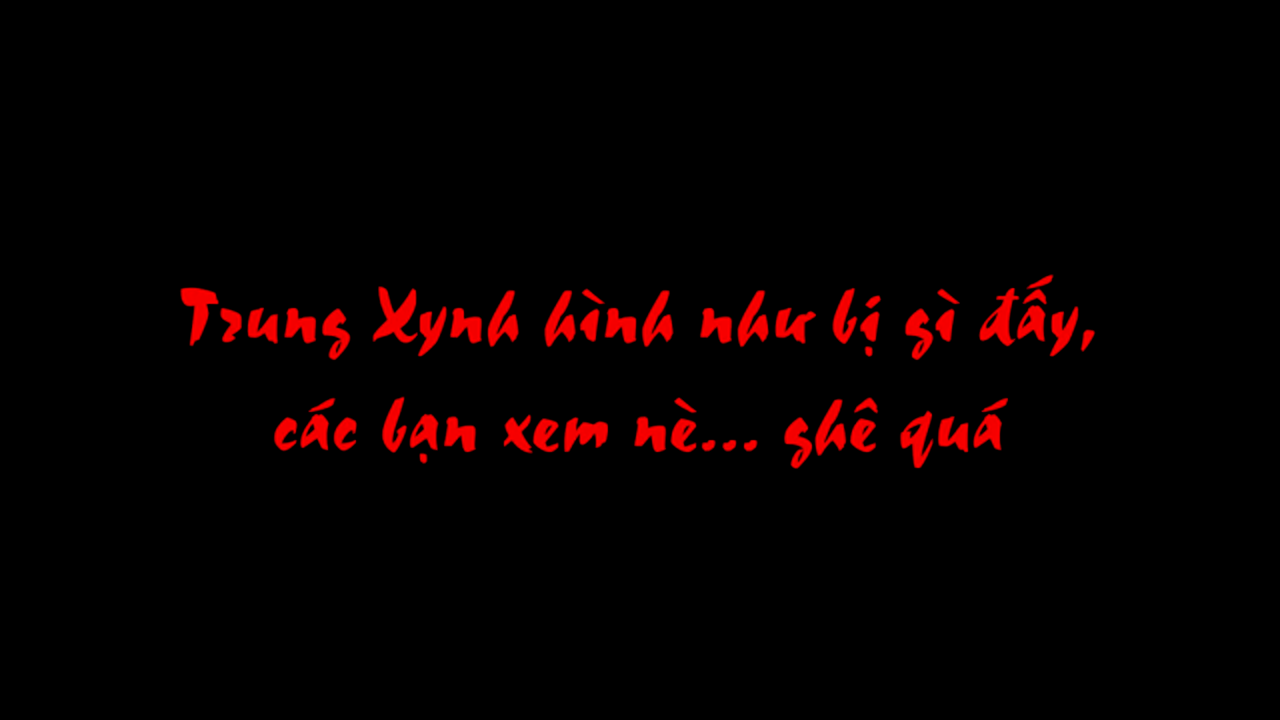 Trung Xynh hình như bị gì đấy,
các bạn xem nè... ghê quá